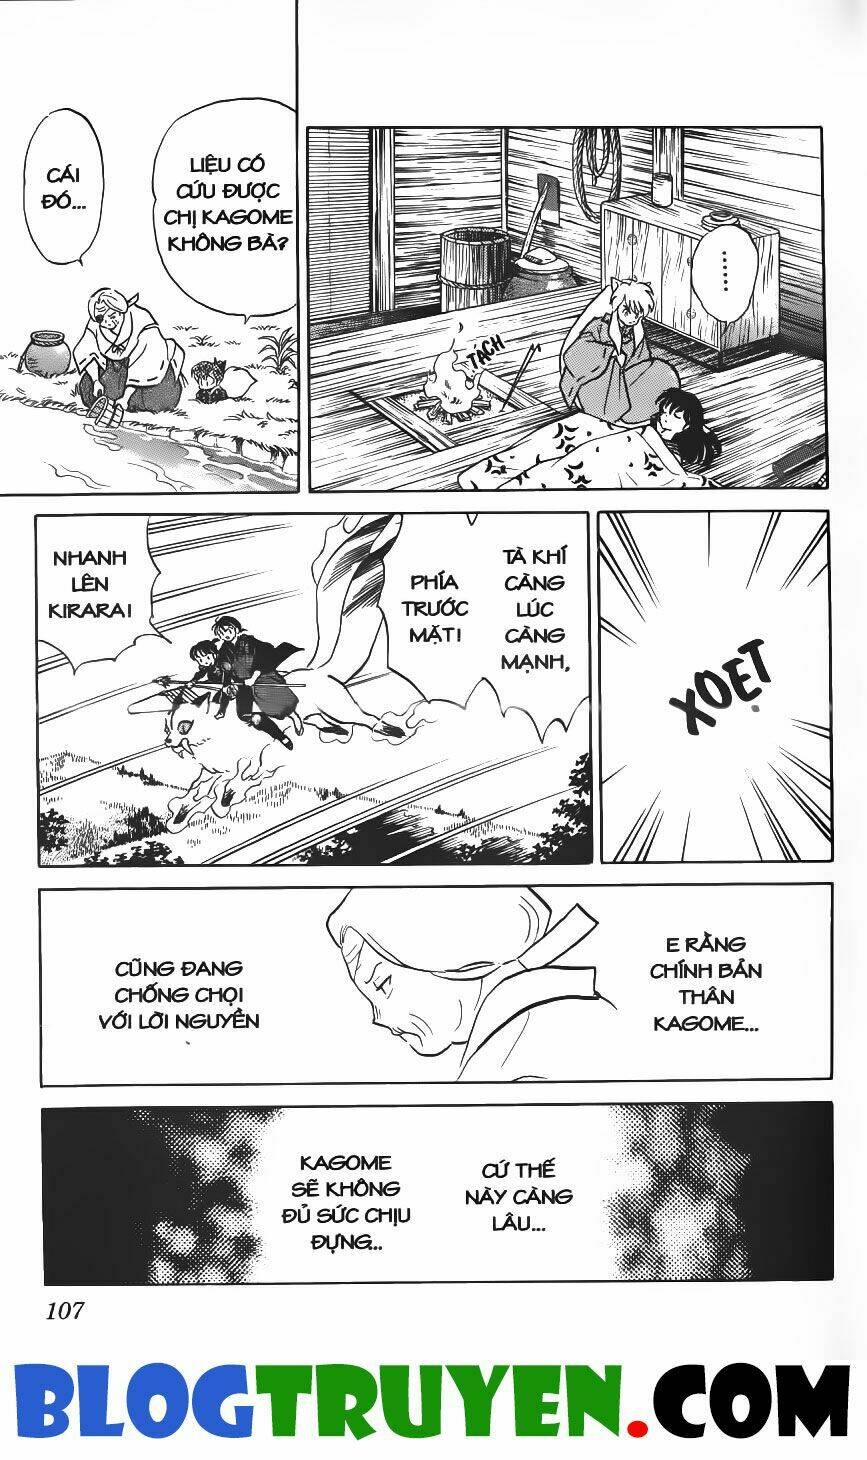 ......
TÁCH
LIỆU CÓ
CỨU ĐƯỢC
CHỊ KAGOME
KHÔNG BÀ?
CÁI
ĐÓ...
XOẸT
TÀ KHÍ
CÀNG
LÚC
CÀNG
MẠNH,
PHÍA
TRƯỚC
MẶT!
NHANH
LÊN
KIRARA!
E RẰNG
CHÍNH BẢN
THÂN
KAGOME...
CŨNG ĐANG
CHỐNG CHỌI
VỚI LỜI NGUYỀN
CỨ THẾ
NÀY CÀNG
LÂU...
KAGOME
SẼ KHÔNG
ĐỦ SỨC CHỊU
ĐỰNG...
107
BLOGTRUYEN.COM